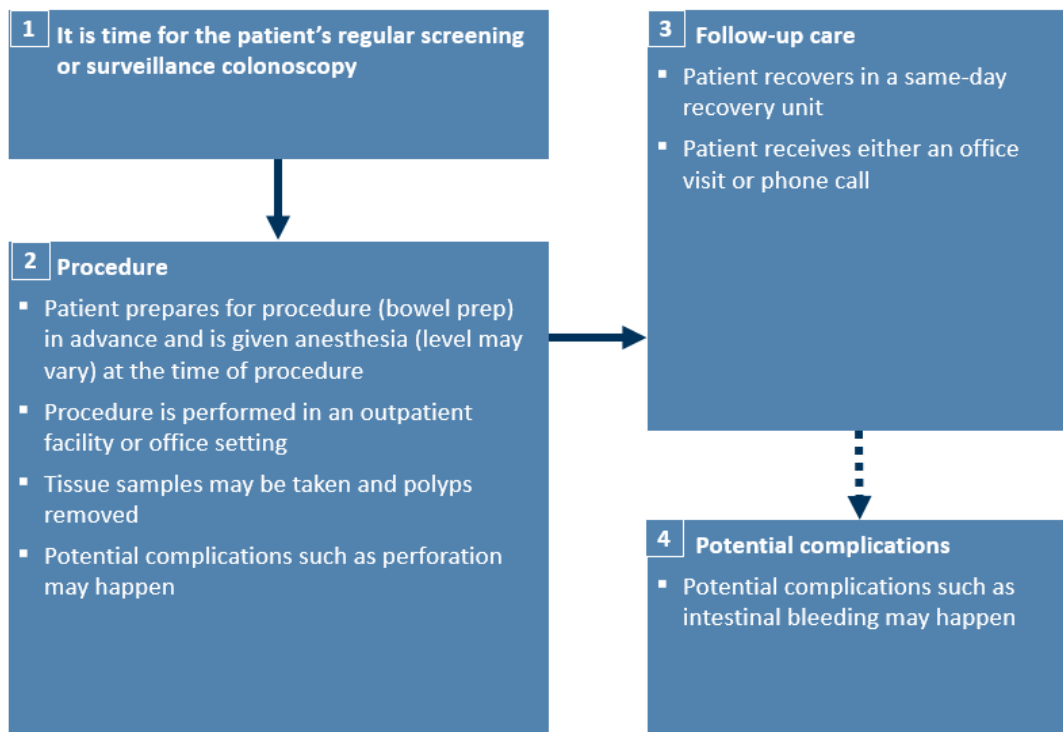 1 It is time for the patient’s regular screening
or surveillance colonoscopy
2 Procedure
▪ Patient prepares for procedure (bowel prep)
in advance and is given anesthesia (level may
vary) at the time of procedure
▪ Procedure is performed in an outpatient
facility or office setting
▪ Tissue samples may be taken and polyps
removed
▪ Potential complications such as perforation
may happen
3 Follow-up care
▪ Patient recovers in a same-day
recovery unit
▪ Patient receives either an office
visit or phone call
4 Potential complications
▪ Potential complications such as
intestinal bleeding may happen